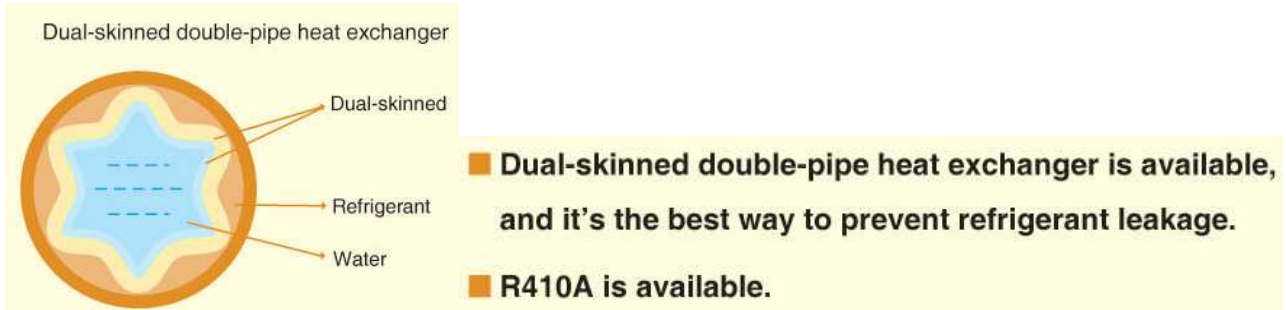 Dual-skinned double-pipe heat exchanger
Dual-skinned
Refrigerant
Water
Dual-skinned double-pipe heat exchanger is available,
and it's the best way to prevent refrigerant leakage.
R410A is available.